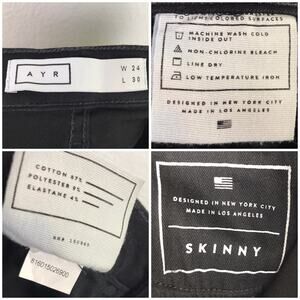 AYR
W 24
L 30
TO LIGHT COLORED SURFACES
MACHINE WASH COLD
INSIDE OUT
NON-CHLORINE BLEACH
LINE DRY
LOW TEMPERATURE IRON
DESIGNED IN NEW YORK CITY
MADE IN LOS ANGELES
COTTON 87%
POLYESTER 9%
ELASTANE 4%
816015026900
DESIGNED IN NEW YORK CITY
MADE IN LOS ANGELES
SKINNY